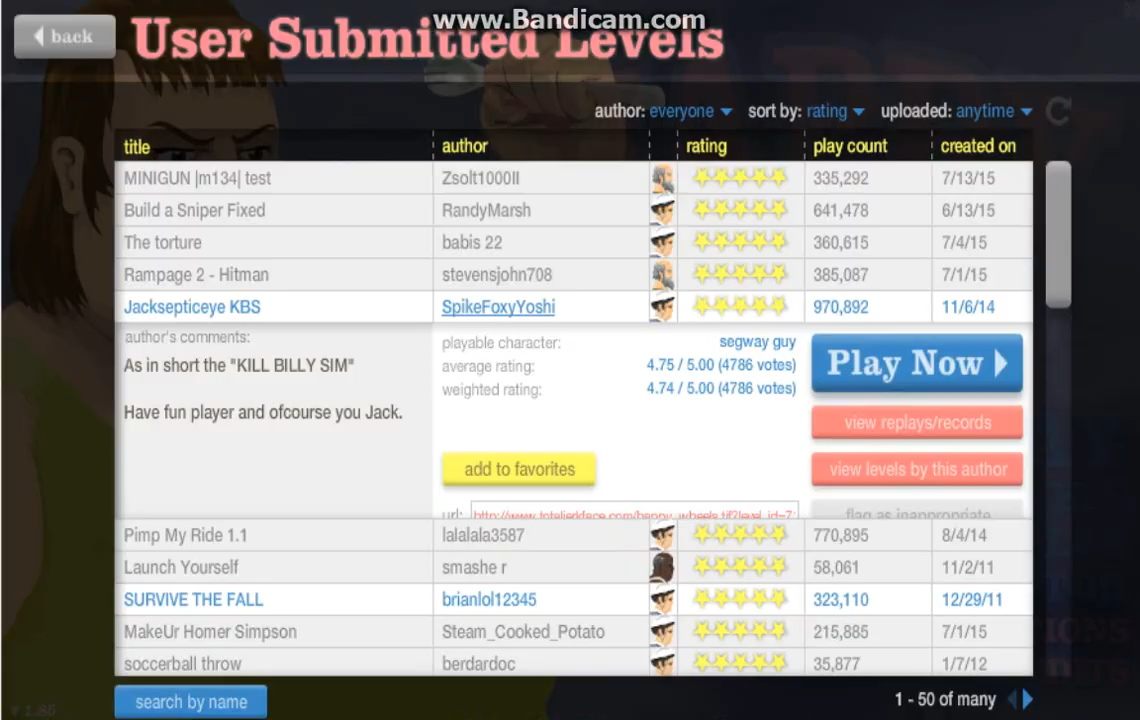 www.Bandicam.com
back
User Submitted Levels
author: everyone sort by: rating uploaded: anytime
title author rating play count created on
MINIGUN |m134| test Zsolt1000II 335,292 7/13/15
Build a Sniper Fixed RandyMarsh 641,478 6/13/15
The torture babis 22 360,615 7/4/15
Rampage 2 - Hitman stevensjohn708 385,087 7/1/15
Jacksepticeye KBS SpikeFoxyYoshi 970,892 11/6/14
author's comments:
As in short the "KILL BILLY SIM"
Have fun player and ofcourse you Jack.
playable character: segway guy
average rating: 4.75 / 5.00 (4786 votes)
weighted rating: 4.74 / 5.00 (4786 votes)
add to favorites
url:
Play Now
view replays/records
view levels by this author
flag as inappropriate
Pimp My Ride 1.1 lalalala3587 770,895 8/4/14
Launch Yourself smashe r 58,061 11/2/11
SURVIVE THE FALL brianlol12345 323,110 12/29/11
MakeUr Homer Simpson Steam_Cooked_Potato 215,885 7/1/15
soccerball throw berdardoc 35,877 1/7/12
search by name
1 - 50 of many